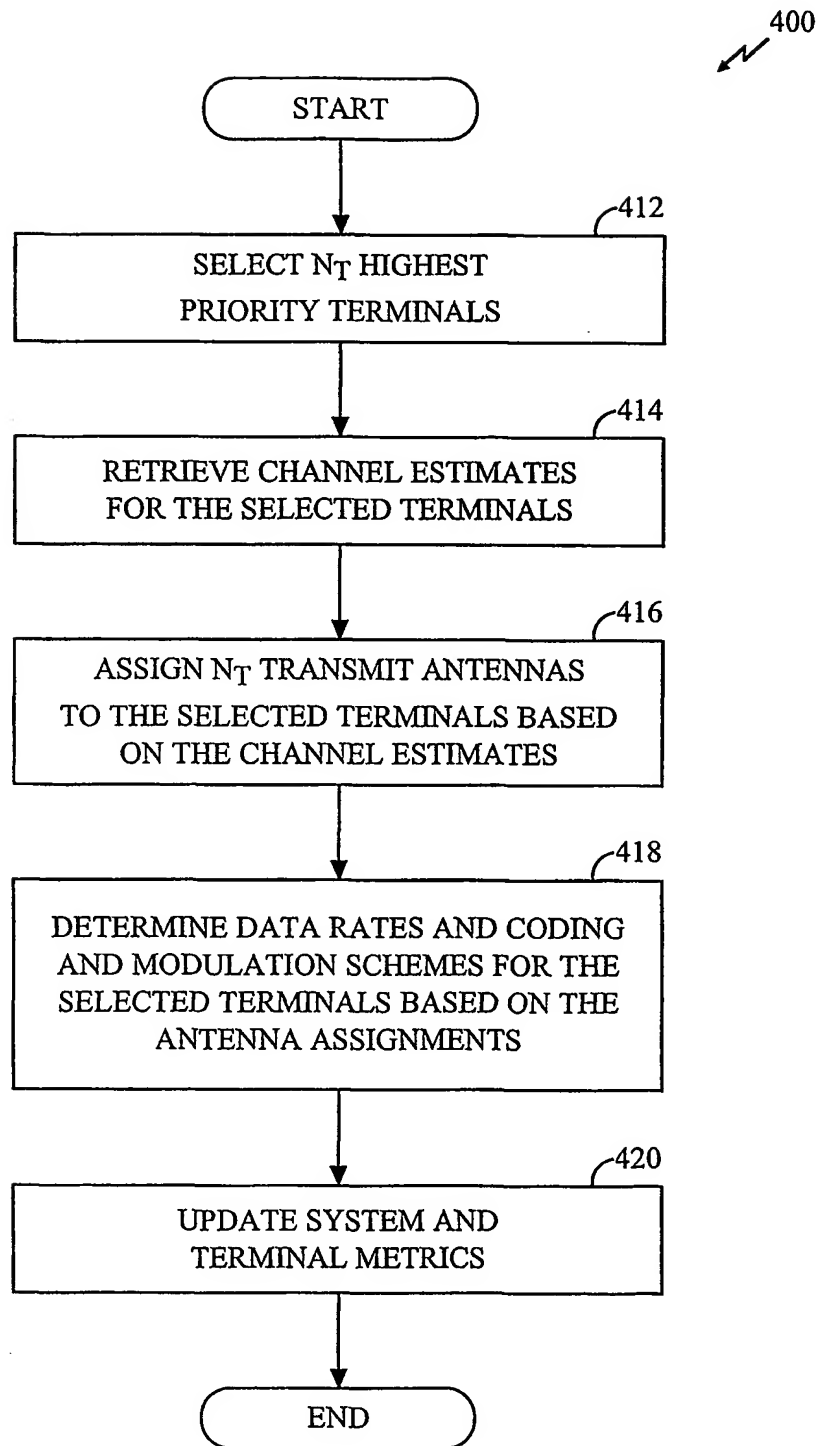 400
START
412
SELECT NT HIGHEST
PRIORITY TERMINALS
414
RETRIEVE CHANNEL ESTIMATES
FOR THE SELECTED TERMINALS
416
ASSIGN NT TRANSMIT ANTENNAS
TO THE SELECTED TERMINALS BASED
ON THE CHANNEL ESTIMATES
418
DETERMINE DATA RATES AND CODING
AND MODULATION SCHEMES FOR THE
SELECTED TERMINALS BASED ON THE
ANTENNA ASSIGNMENTS
420
UPDATE SYSTEM AND
TERMINAL METRICS
END